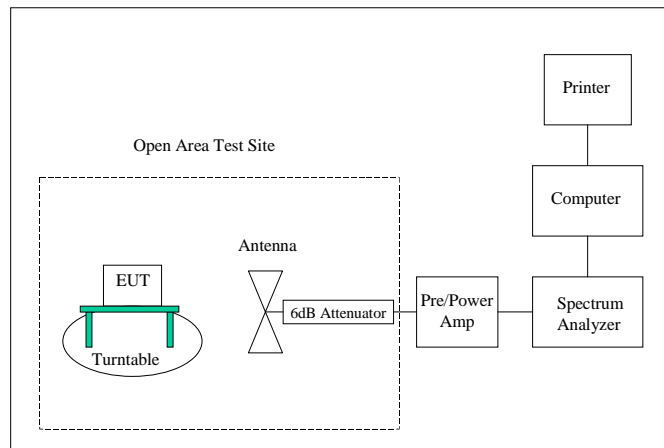 Printer
Open Area Test Site
Computer
Antenna
EUT
6dB Attenuator
Pre/Power
Amp
Spectrum
Analyzer
Turntable